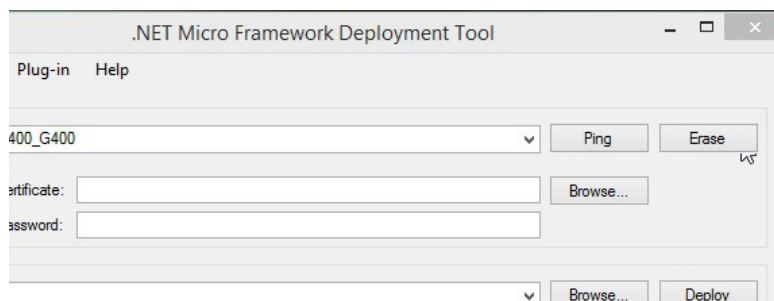 .NET Micro Framework Deployment Tool
Plug-in Help
400_G400 Ping Erase
ertificate: Browse...
assword:
Browse... Deploy